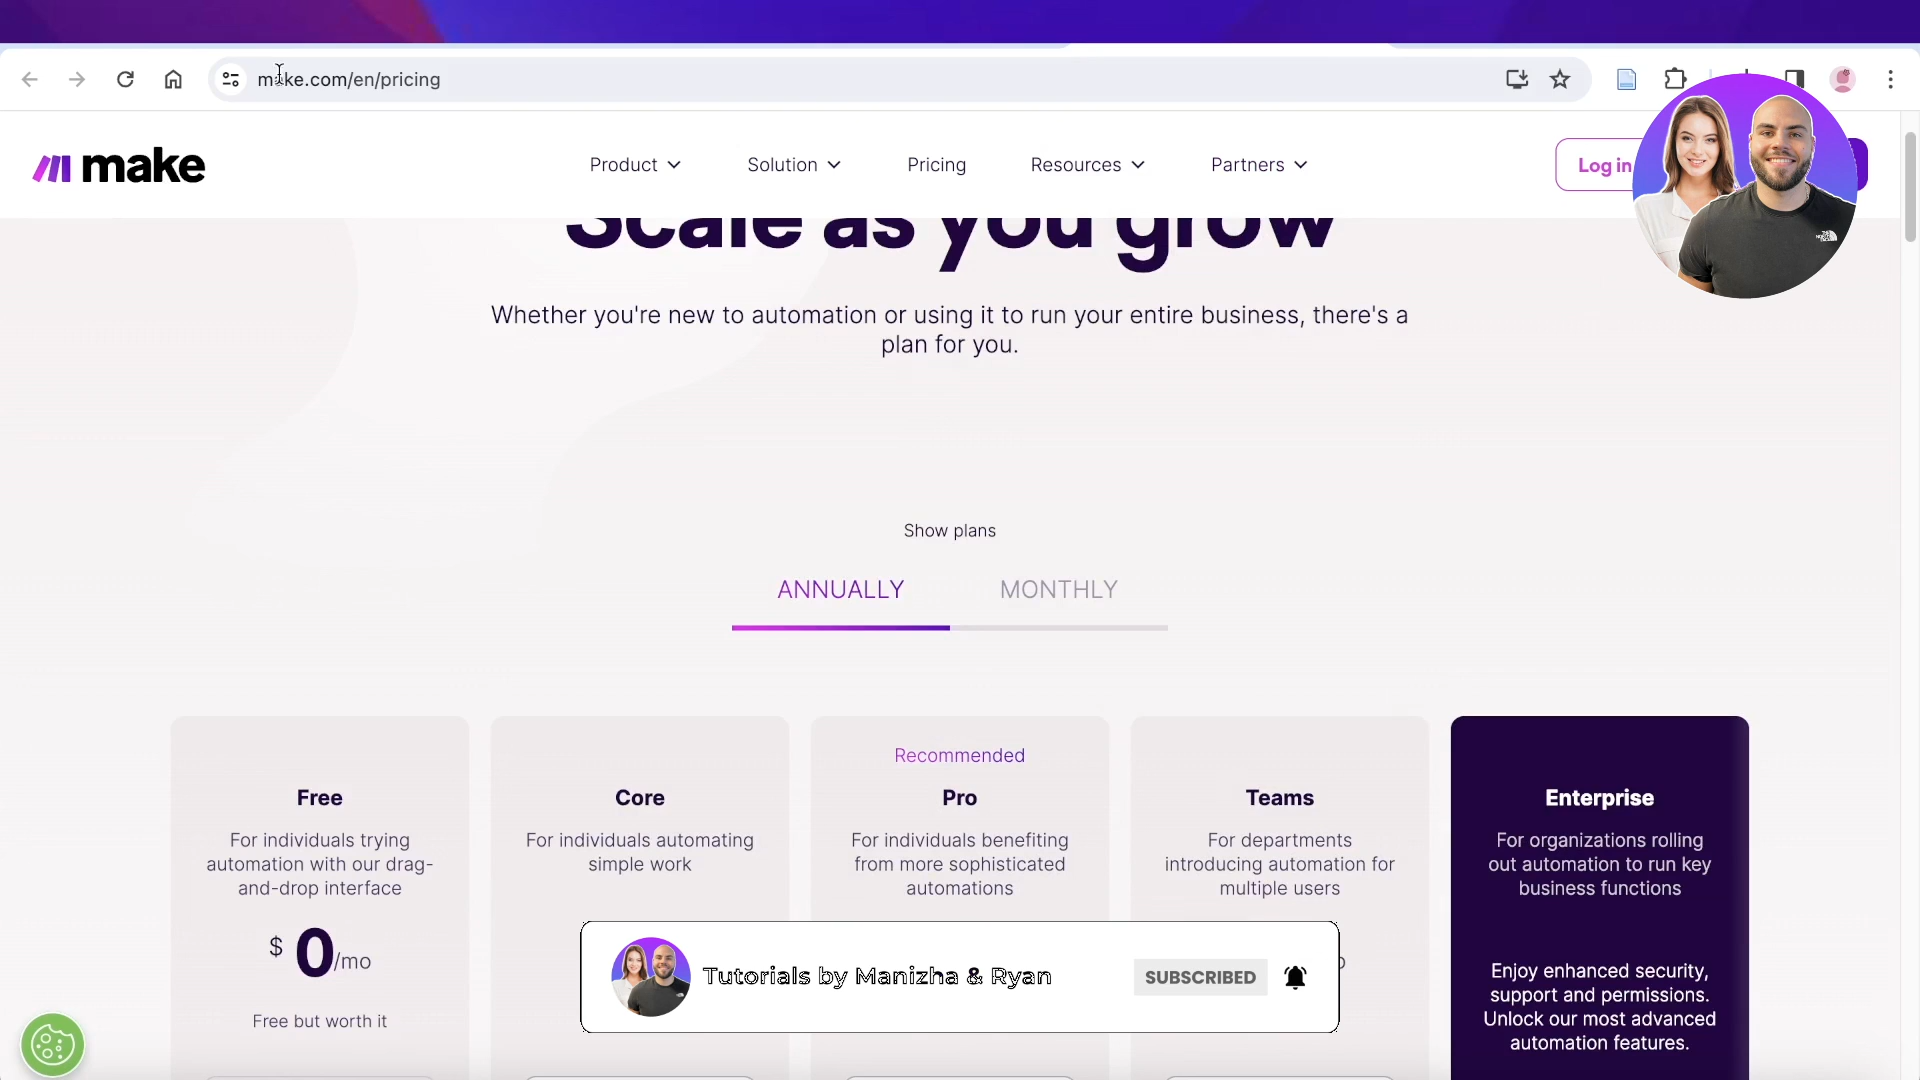 make.com/en/pricing
make
Product
Solution
Pricing
Resources
Partners
Log in
Scale as you grow
Whether you're new to automation or using it to run your entire business, there's a
plan for you.
Show plans
ANNUALLY
MONTHLY
Free
For individuals trying
automation with our drag-
and-drop interface
$ 0/mo
Free but worth it
Core
For individuals automating
simple work
Recommended
Pro
For individuals benefiting
from more sophisticated
automations
Teams
For departments
introducing automation for
multiple users
Enterprise
For organizations rolling
out automation to run key
business functions
Enjoy enhanced security,
support and permissions.
Unlock our most advanced
automation features.
Tutorials by Manizha & Ryan
SUBSCRIBED